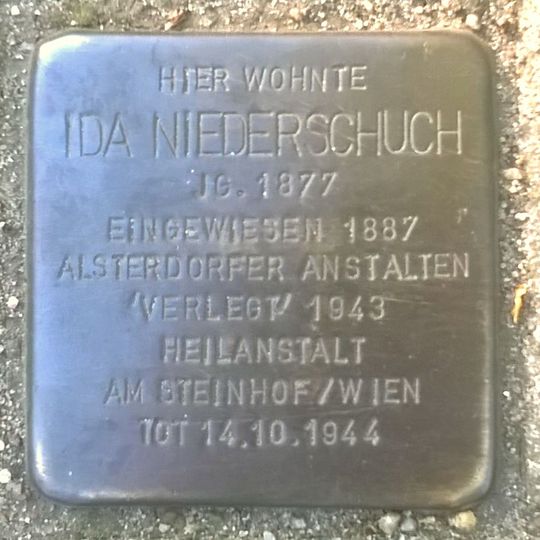 HIER WOHNTE
IDA NIEDERSCHUCH
JG. 1877
EINGEWIESEN 1887
ALSTERDORFER ANSTALTEN
'VERLEGT' 1943
HEILANSTALT
AM STEINHOF/WIEN
TOT 14.10.1944